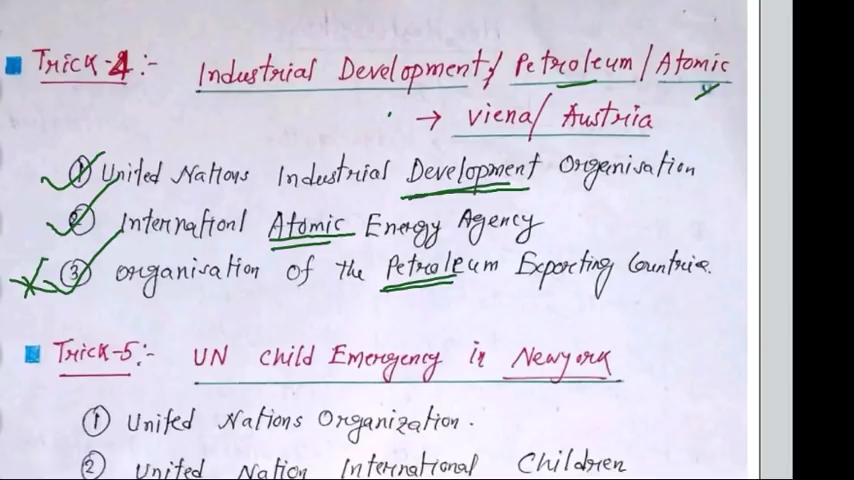 Trick-4:- Industrial Development/ Petroleum/Atomic
→ Viena/ Austria
① United Nations Industrial Development Organisation
② Internationl Atomic Energy Agency
③ Organisation of the Petroleum Exporting Countries.
Trick-5:- UN Child Emergency in Newyork
① United Nations Organization.
② United Nation International Children